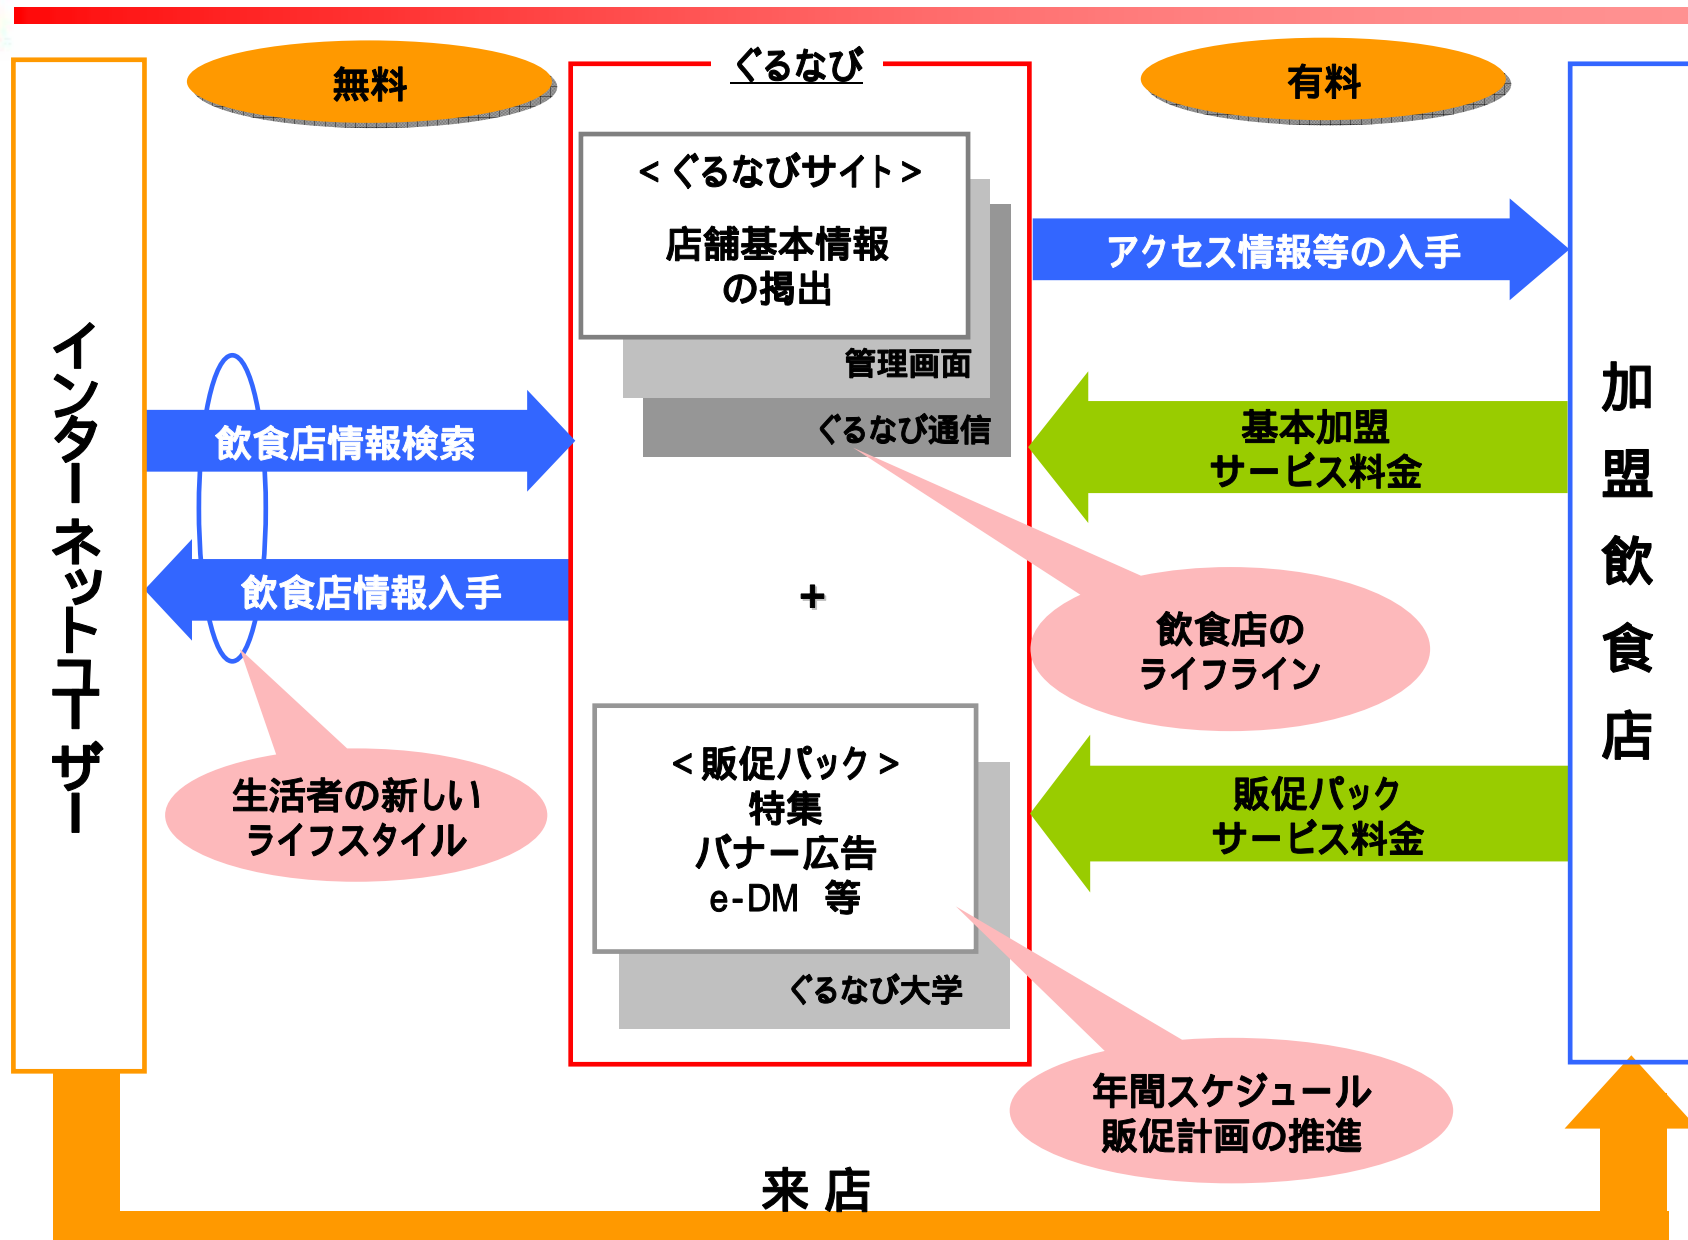 無料
ぐるなび
有料
インターネットユーザー
<ぐるなびサイト>
店舗基本情報
の掲出
管理画面
ぐるなび通信
アクセス情報等の入手
飲食店情報検索
飲食店情報入手
基本加盟
サービス料金
加盟飲食店
+
飲食店の
ライフライン
生活者の新しい
ライフスタイル
<販促パック>
特集
バナー広告
e-DM 等
ぐるなび大学
販促パック
サービス料金
年間スケジュール
販促計画の推進
来店